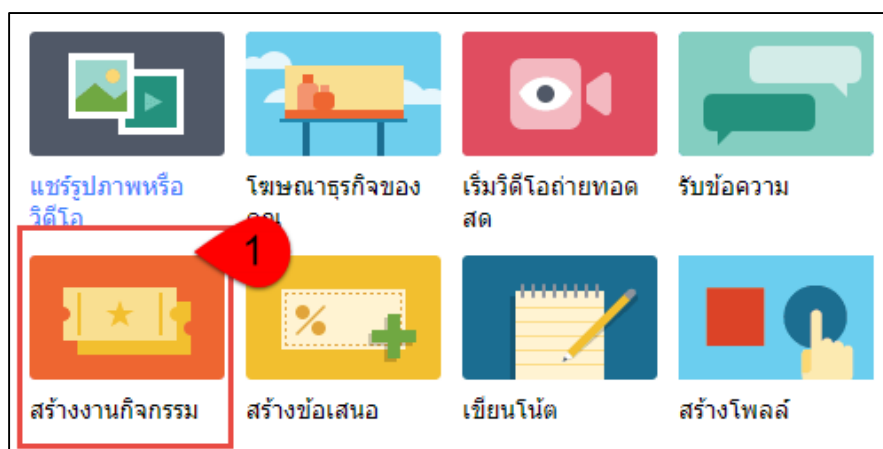 แชร์รูปภาพหรือ
วิดีโอ
โฆษณาธุรกิจของ
คุณ
เริ่มวิดีโอถ่ายทอด
สด
รับข้อความ
1
สร้างงานกิจกรรม
%
สร้างข้อเสนอ
เขียนโน้ต
สร้างโพลล์